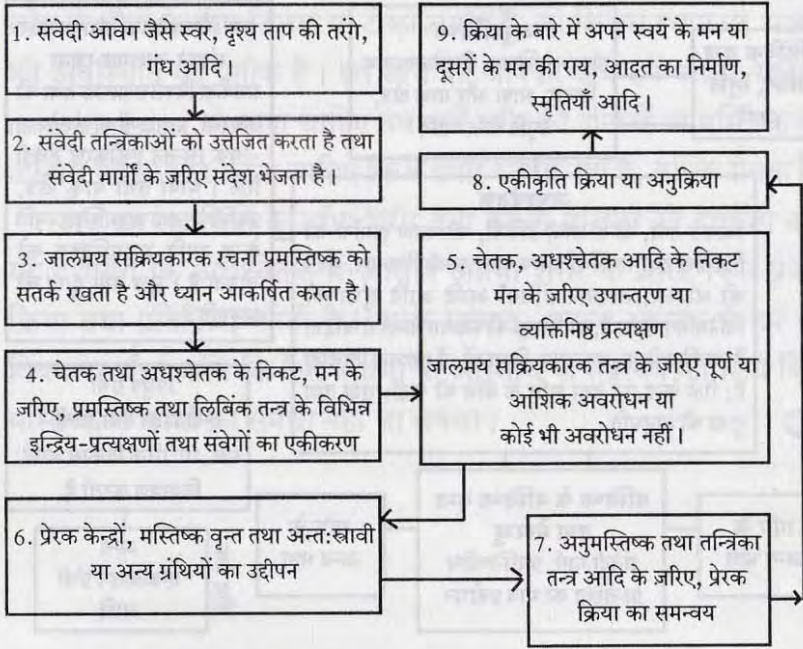 1. संवेदी आवेग जैसे स्वर, दृश्य ताप की तरंग,
गंध आदि।
2. संवेदी तन्त्रिकाओं को उत्तेजित करता है तथा
संवेदी मार्गों के ज़रिए संदेश भेजता है।
3. जालमय सक्रियकारक रचना प्रमस्तिष्क को
सतर्क रखता है और ध्यान आकर्षित करता है।
4. चेतक तथा अधश्चेतक के निकट, मन के
ज़रिए, प्रमस्तिष्क तथा लिबिंक तन्त्र के विभिन्न
इन्द्रिय-प्रत्यक्षणों तथा संवेगों का एकीकरण
5. चेतक, अधश्चेतक आदि के निकट
मन के ज़रिए उपान्तरण या
व्यक्तिनिष्ठ प्रत्यक्षण
जालमय सक्रियकारक तन्त्र के ज़रिए पूर्ण या
आंशिक अवरोधन या
कोई भी अवरोधन नहीं।
6. प्रेरक केन्द्रों, मस्तिष्क वृन्त तथा अन्तःस्त्रावी
या अन्य ग्रंथियों का उद्दीपन
7. अनुमस्तिष्क तथा तन्त्रिका
तन्त्र आदि के ज़रिए, प्रेरक
क्रिया का समन्वय
8. एकीकृति क्रिया या अनुक्रिया
9. क्रिया के बारे में अपने स्वयं के मन या
दूसरों के मन की राय, आदत का निर्माण,
स्मृतियाँ आदि।